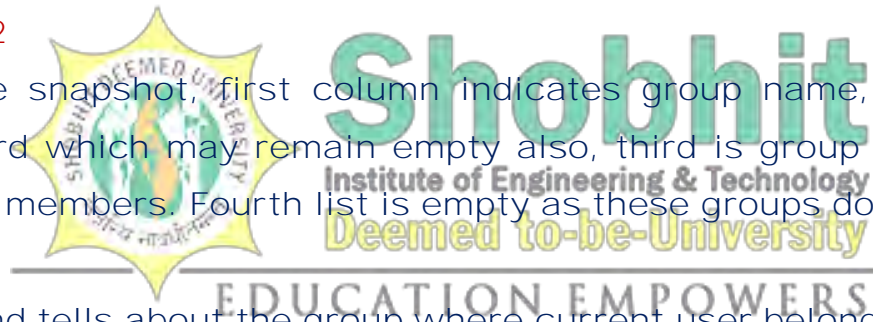 2
e snapshot, first column indicates group name,
rd which may remain empty also, third is group
members. Fourth list is empty as these groups do
nd tells about the group where current user belong
Shobhit
Institute of Engineering & Technology
Deemed to-be-University
EDUCATION EMPOWERS
SHOBHIT DEEMED UNIVERSITY